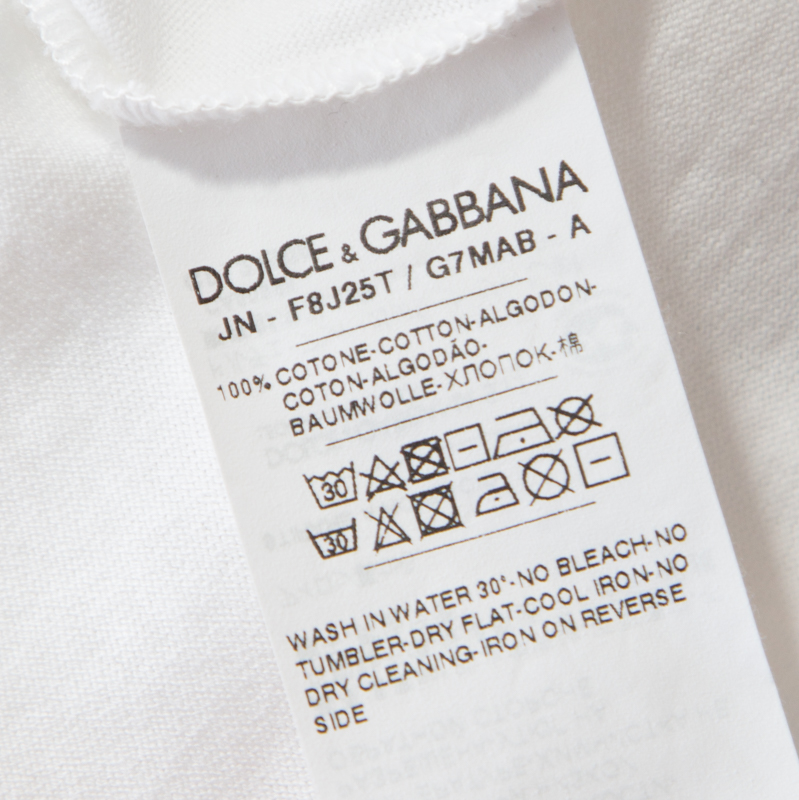 DOLCE & GABBANA
JN - F8J25T / G7MAB - A
100% COTONE-COTTON-ALGODON-
COTON-ALGODÃO-
BAUMWOLLE-ХЛОПОК-棉
30
30
WASH IN WATER 30°-NO BLEACH-NO
TUMBLER-DRY FLAT-COOL IRON-NO
DRY CLEANING-IRON ON REVERSE
SIDE